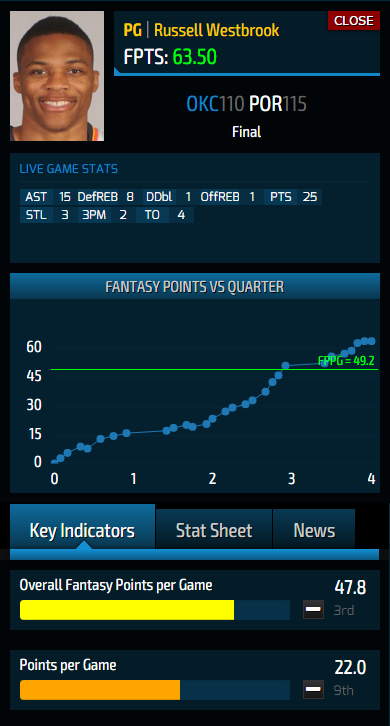 CLOSE
PG | Russell Westbrook
FPTS: 63.50
OKC110 POR115
Final
LIVE GAME STATS
AST 15 DefREB 8 DDbl 1 OffREB 1 PTS 25
STL 3 3PM 2 TO 4
FANTASY POINTS VS QUARTER
60
FPPG = 49.2
45
30
15
0
0 1 2 3 4
Key Indicators Stat Sheet News
Overall Fantasy Points per Game 47.8
3rd
Points per Game 22.0
9th